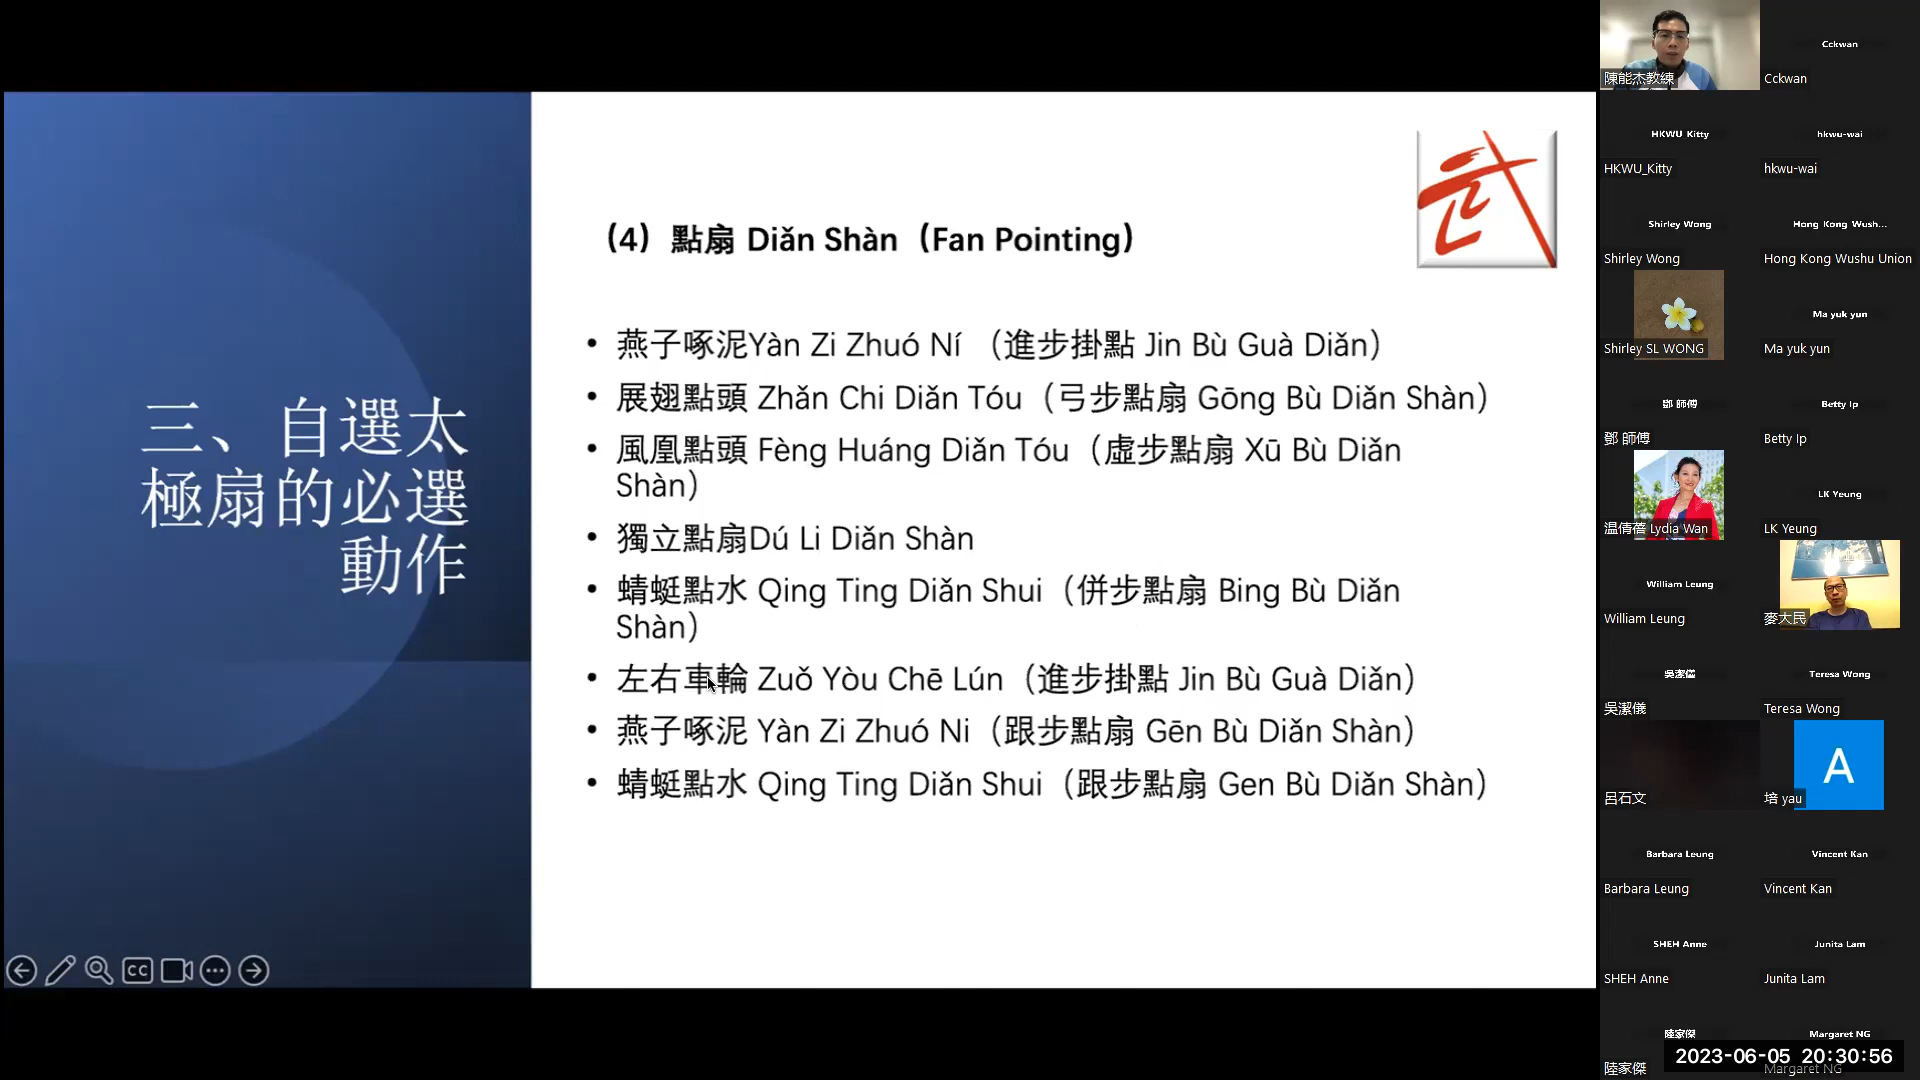 三、自選太
極扇的必選
動作
（4）點扇 Diǎn Shàn（Fan Pointing）
• 燕子啄泥Yàn Zi Zhuó Ní （進步掛點 Jin Bù Guà Diǎn）
• 展翅點頭 Zhǎn Chi Diǎn Tóu（弓步點扇 Gōng Bù Diǎn Shàn）
• 風凰點頭 Fèng Huáng Diǎn Tóu（虛步點扇 Xū Bù Diǎn
Shàn）
• 獨立點扇Dú Li Diǎn Shàn
• 蜻蜓點水 Qing Ting Diǎn Shui（併步點扇 Bing Bù Diǎn
Shàn）
• 左右車輪 Zuǒ Yòu Chē Lún（進步掛點 Jin Bù Guà Diǎn）
• 燕子啄泥 Yàn Zi Zhuó Ni（跟步點扇 Gēn Bù Diǎn Shàn）
• 蜻蜓點水 Qing Ting Diǎn Shui（跟步點扇 Gen Bù Diǎn Shàn）
武
CC
陳能杰教練
Cckwan
Cckwan
HKWU_Kitty
HKWU_Kitty
hkwu-wai
hkwu-wai
Shirley Wong
Shirley Wong
Hong Kong Wush...
Hong Kong Wushu Union
Shirley SL WONG
Ma yuk yun
Ma yuk yun
鄧 師傅
鄧 師傅
Betty Ip
Betty Ip
温倩蓓 Lydia Wan
LK Yeung
LK Yeung
William Leung
William Leung
麥大民
吳潔儀
吳潔儀
Teresa Wong
Teresa Wong
呂石文
A
培 yau
Barbara Leung
Barbara Leung
Vincent Kan
Vincent Kan
SHEH Anne
SHEH Anne
Junita Lam
Junita Lam
陸家傑
陸家傑
Margaret NG
Margaret NG
2023-06-05 20:30:56